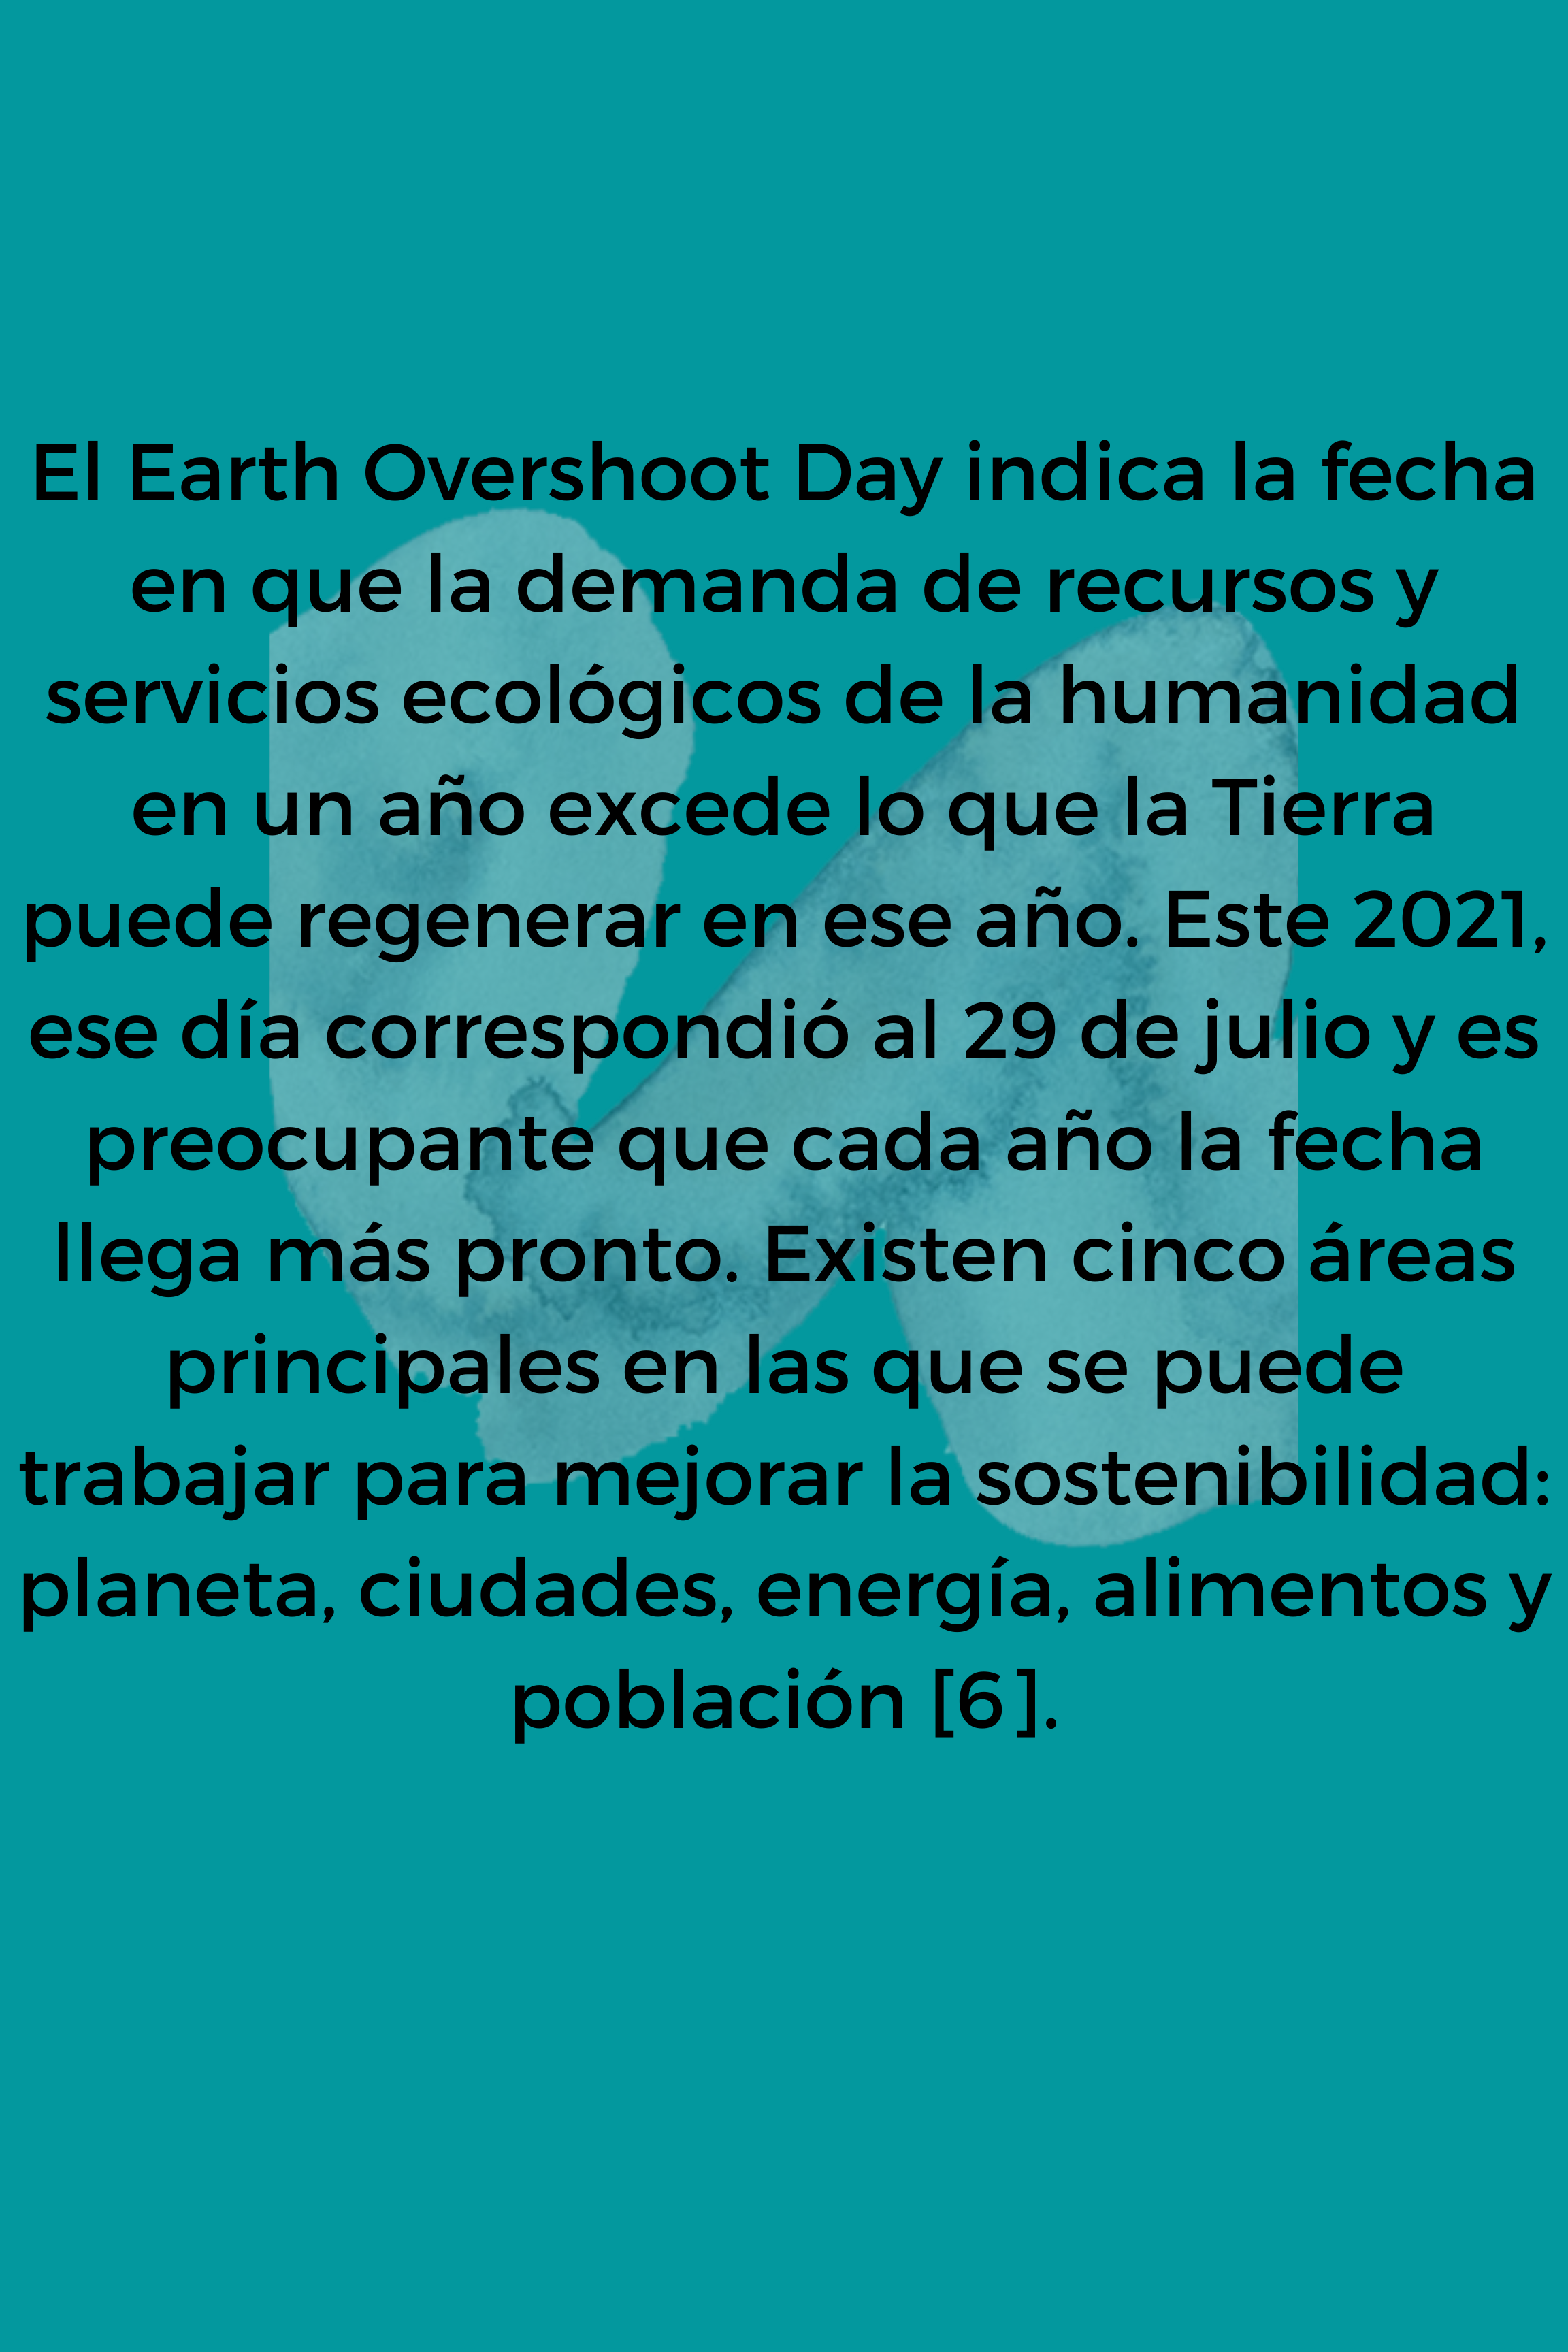 El Earth Overshoot Day indica la fecha
en que la demanda de recursos y
servicios ecológicos de la humanidad
en un año excede lo que la Tierra
puede regenerar en ese año. Este 2021,
ese día correspondió al 29 de julio y es
preocupante que cada año la fecha
llega más pronto. Existen cinco áreas
principales en las que se puede
trabajar para mejorar la sostenibilidad:
planeta, ciudades, energía, alimentos y
población [6].